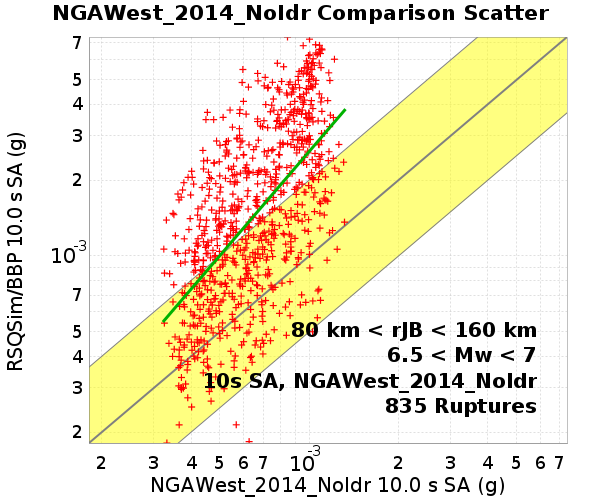 NGAWest_2014_NoIdr Comparison Scatter
7
5
4
3
2
10-3
7
5
4
3
2
RSQSim/BBP 10.0 s SA (g)
80 km < rJB < 160 km
6.5 < Mw < 7
10s SA, NGAWest_2014_NoIdr
835 Ruptures
2 3 4 5 6 7 10-3 2 3 4 5 6 7
NGAWest_2014_NoIdr 10.0 s SA (g)